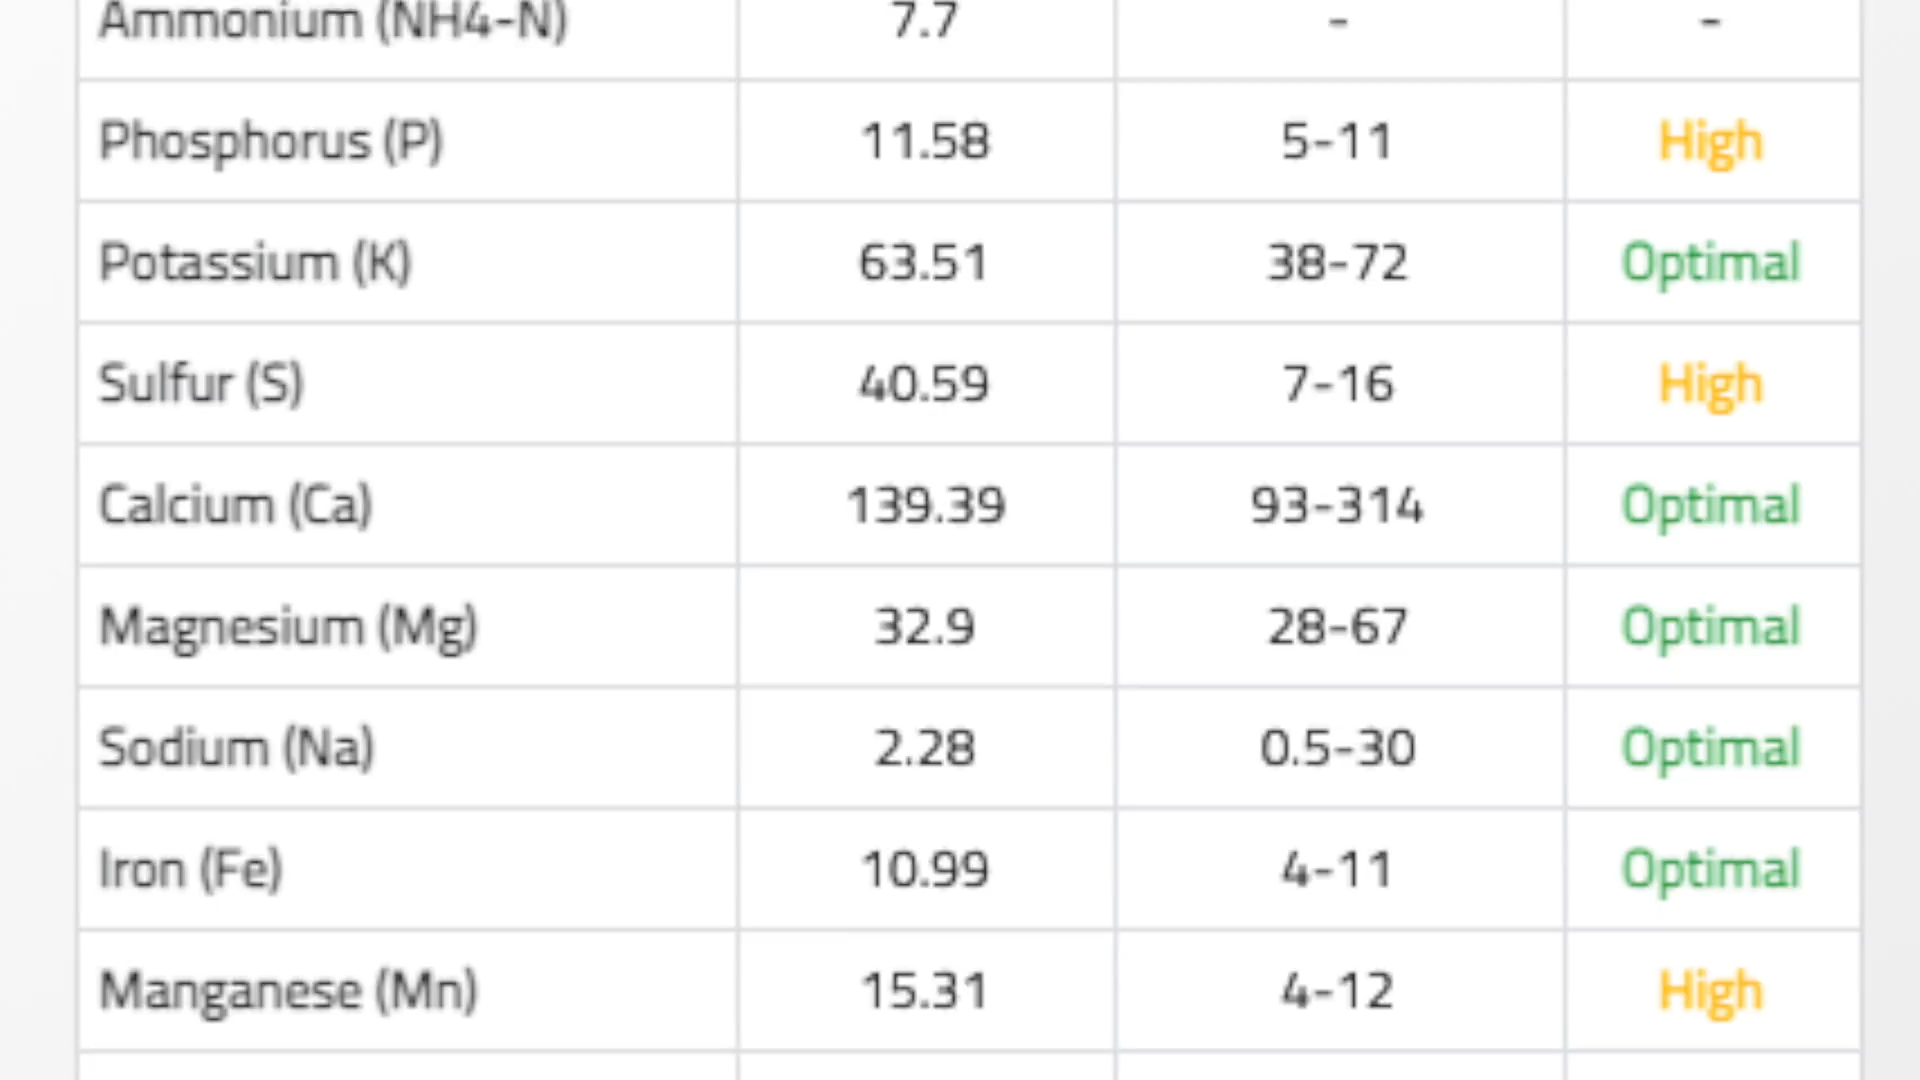 Ammonium (NH4-N) 7.7 - -
Phosphorus (P) 11.58 5-11 High
Potassium (K) 63.51 38-72 Optimal
Sulfur (S) 40.59 7-16 High
Calcium (Ca) 139.39 93-314 Optimal
Magnesium (Mg) 32.9 28-67 Optimal
Sodium (Na) 2.28 0.5-30 Optimal
Iron (Fe) 10.99 4-11 Optimal
Manganese (Mn) 15.31 4-12 High